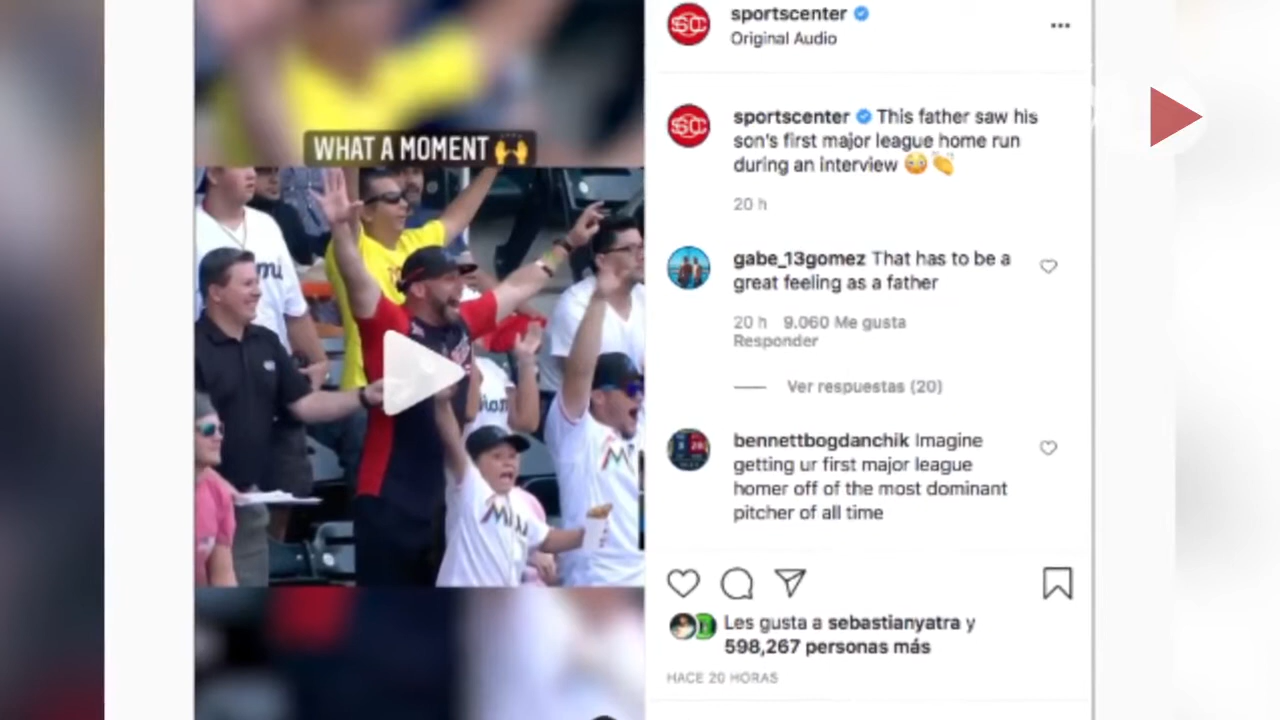 WHAT A MOMENT 🙌
mi
MI
sportscenter
Original Audio
sportscenter This father saw his
son's first major league home run
during an interview 😳👏
20 h
gabe_13gomez That has to be a
great feeling as a father
20 h 9.060 Me gusta
Responder
Ver respuestas (20)
bennettbogdanchik Imagine
getting ur first major league
homer off of the most dominant
pitcher of all time
Les gusta a sebastianyatra y
598,267 personas más
HACE 20 HORAS